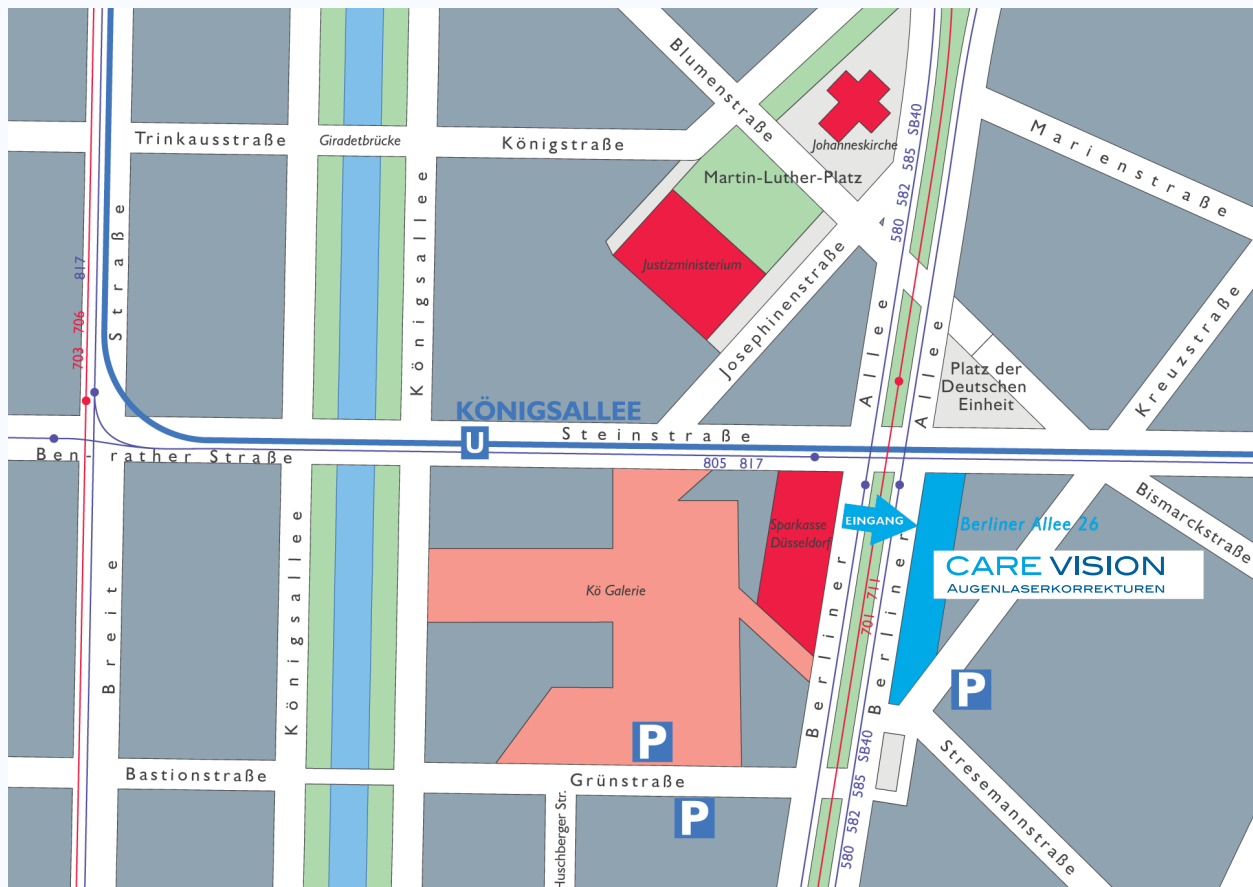 Blumenstraße
580 582 585 SB40
Marienstraße
Trinkausstraße
Giradetbrücke
Königstraße
Johanneskirche
Martin-Luther-Platz
Straße
Königsallee
703 706 817
Justizministerium
Josephinenstraße
Allee
Allee
Kreuzstraße
Platz der
Deutschen
Einheit
KÖNIGSALLEE
U
Steinstraße
Ben- rather Straße
805 817
Bismarckstraße
Sparkasse
Düsseldorf
EINGANG
Berliner Allee 26
CARE VISION
AUGENLASERKORREKTUREN
Breite
Königsallee
Kö Galerie
701 711
Berliner
Berliner
P
P
Bastionstraße
Grünstraße
580 582 585 SB40
Stresemannstraße
P
Huschberger Str.